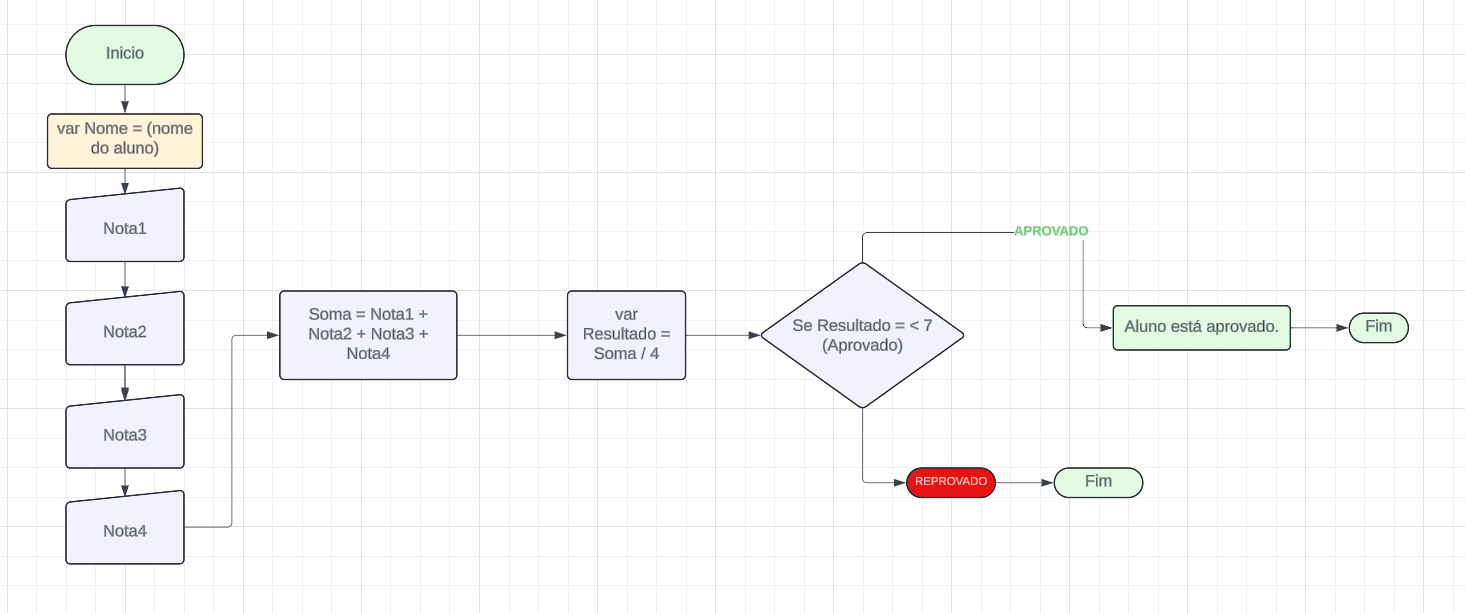 Inicio
var Nome = (nome
do aluno)
Nota1
Nota2
Nota3
Nota4
Soma = Nota1 +
Nota2 + Nota3 +
Nota4
var
Resultado =
Soma / 4
Se Resultado = < 7
(Aprovado)
APROVADO
Aluno está aprovado.
Fim
REPROVADO
Fim